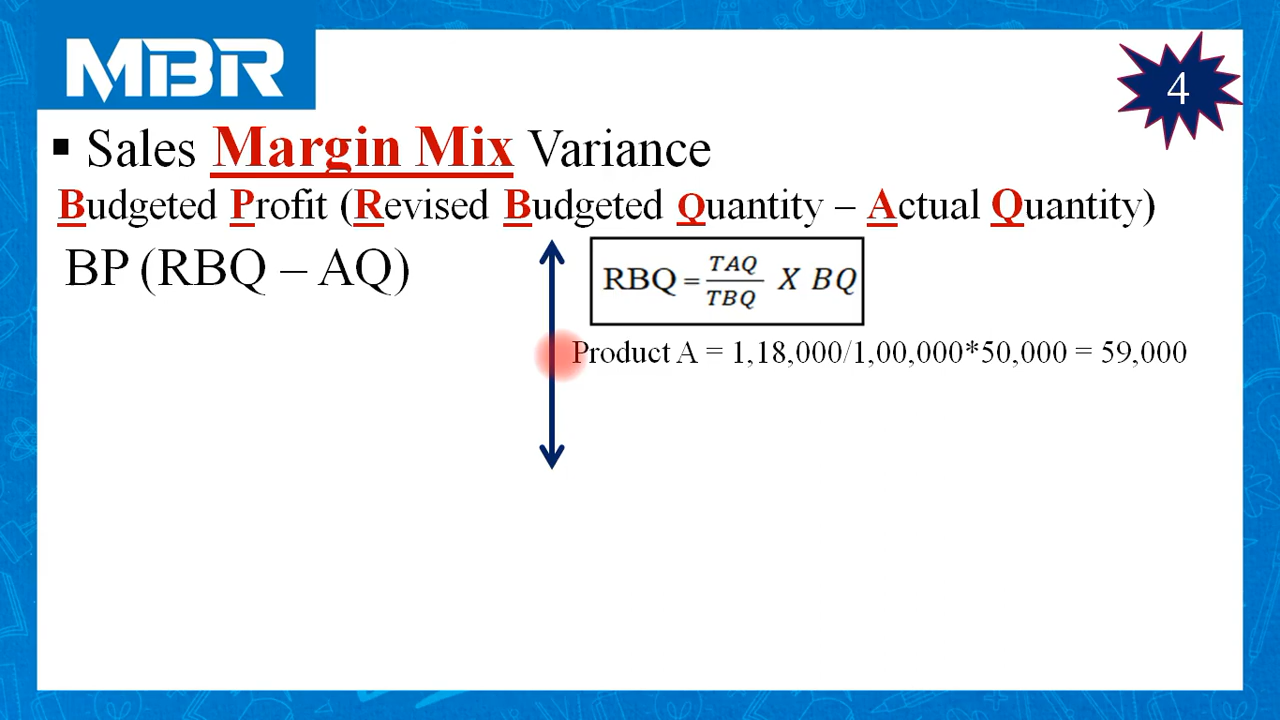 MBR
4
▪ Sales Margin Mix Variance
Budgeted Profit (Revised Budgeted Quantity – Actual Quantity)
BP (RBQ – AQ)
RBQ = TAQ/TBQ X BQ
Product A = 1,18,000/1,00,000*50,000 = 59,000